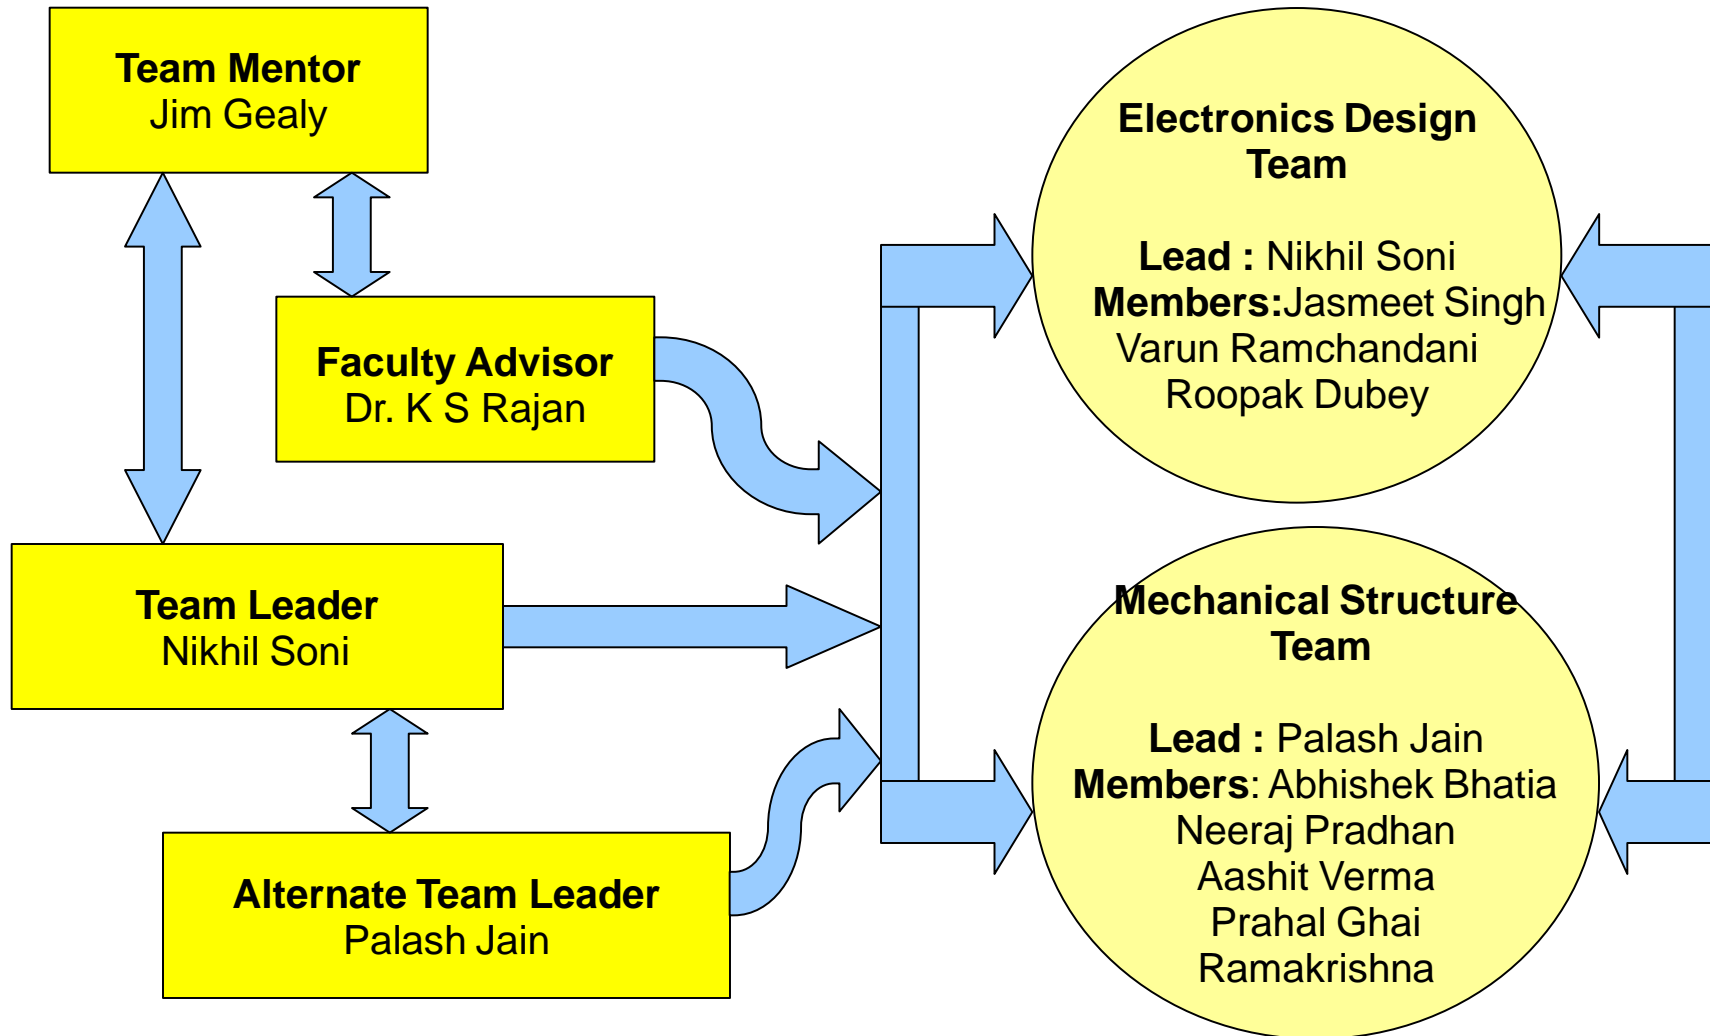 Team Mentor
Jim Gealy
Faculty Advisor
Dr. K S Rajan
Team Leader
Nikhil Soni
Alternate Team Leader
Palash Jain
Electronics Design
Team
Lead : Nikhil Soni
Members:Jasmeet Singh
Varun Ramchandani
Roopak Dubey
Mechanical Structure
Team
Lead : Palash Jain
Members: Abhishek Bhatia
Neeraj Pradhan
Aashit Verma
Prahal Ghai
Ramakrishna